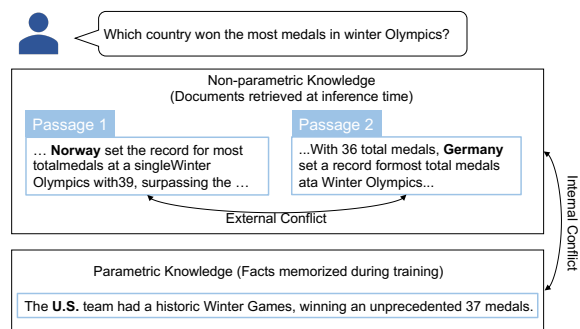 Which country won the most medals in winter Olympics?
Non-parametric Knowledge
(Documents retrieved at inference time)
Passage 1
... Norway set the record for most
totalmedals at a singleWinter
Olympics with39, surpassing the ...
Passage 2
...With 36 total medals, Germany
set a record formost total medals
ata Winter Olympics...
External Conflict
Internal Conflict
Parametric Knowledge (Facts memorized during training)
The U.S. team had a historic Winter Games, winning an unprecedented 37 medals.